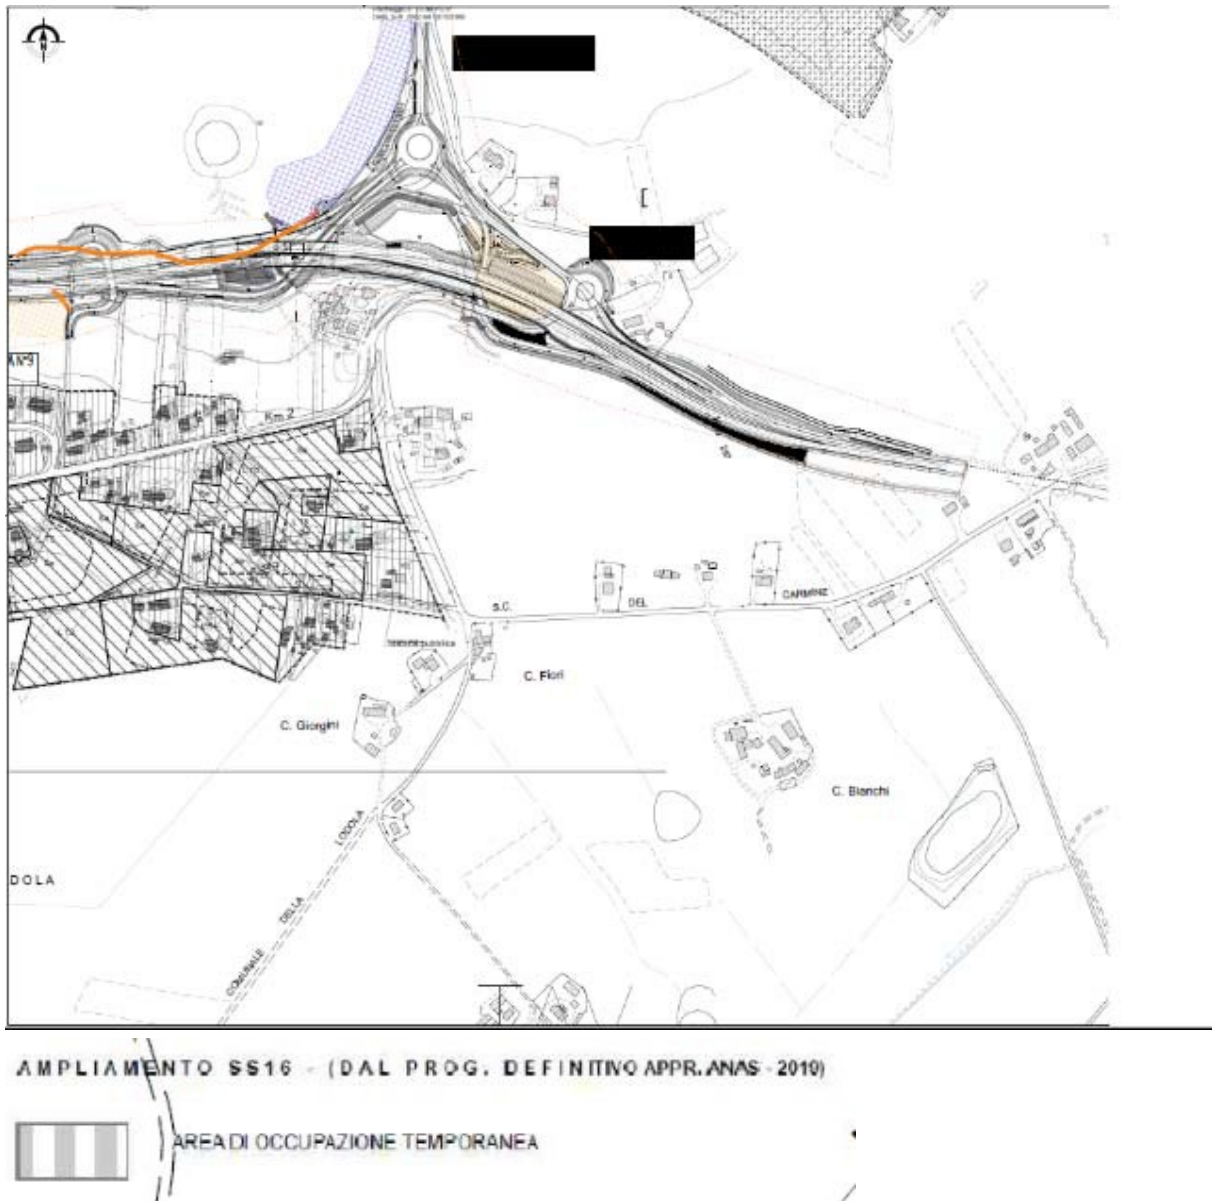 N
A N°9
Km 2
S.C.
DEL
CARMINE
C. Fiori
C. Giorgini
C. Bianchi
LODOLA
DOLA
DELLA
COMUNALE
AMPLIAMENTO SS16 - (DAL PROG. DEFINITIVO APPR. ANAS - 2019)
AREA DI OCCUPAZIONE TEMPORANEA